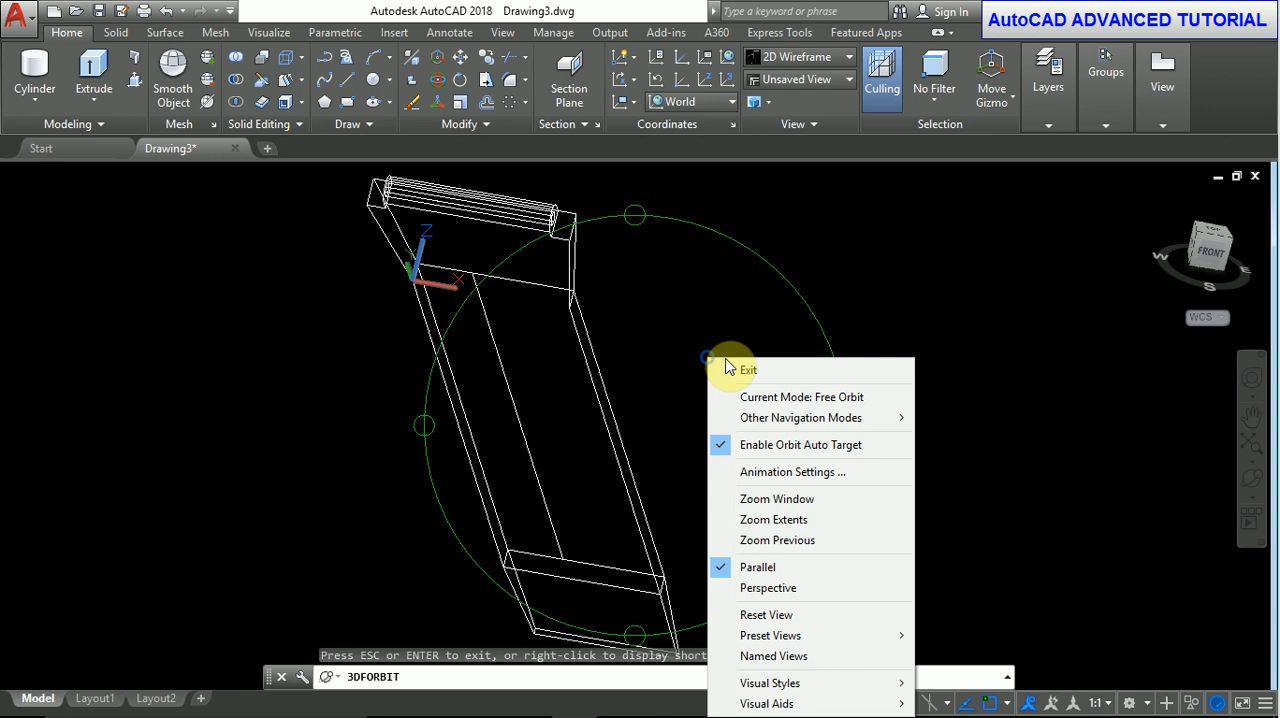 Autodesk AutoCAD 2018 Drawing3.dwg
Type a keyword or phrase
Sign In
AutoCAD ADVANCED TUTORIAL
Home Solid Surface Mesh Visualize Parametric Insert Annotate View Manage Output Add-ins A360 Express Tools Featured Apps
Cylinder
Extrude
Smooth
Object
Section
Plane
2D Wireframe
Unsaved View
World
Culling
No Filter
Move
Gizmo
Layers
Groups
View
Modeling
Mesh
Solid Editing
Draw
Modify
Section
Coordinates
View
Selection
Start
Drawing3*
Z
X
TOP
FRONT
W
S
E
WCS
Exit
Current Mode: Free Orbit
Other Navigation Modes
Enable Orbit Auto Target
Animation Settings ...
Zoom Window
Zoom Extents
Zoom Previous
Parallel
Perspective
Reset View
Preset Views
Named Views
Visual Styles
Visual Aids
Press ESC or ENTER to exit, or right-click to display short
3DFORBIT
Model Layout1 Layout2
1:1